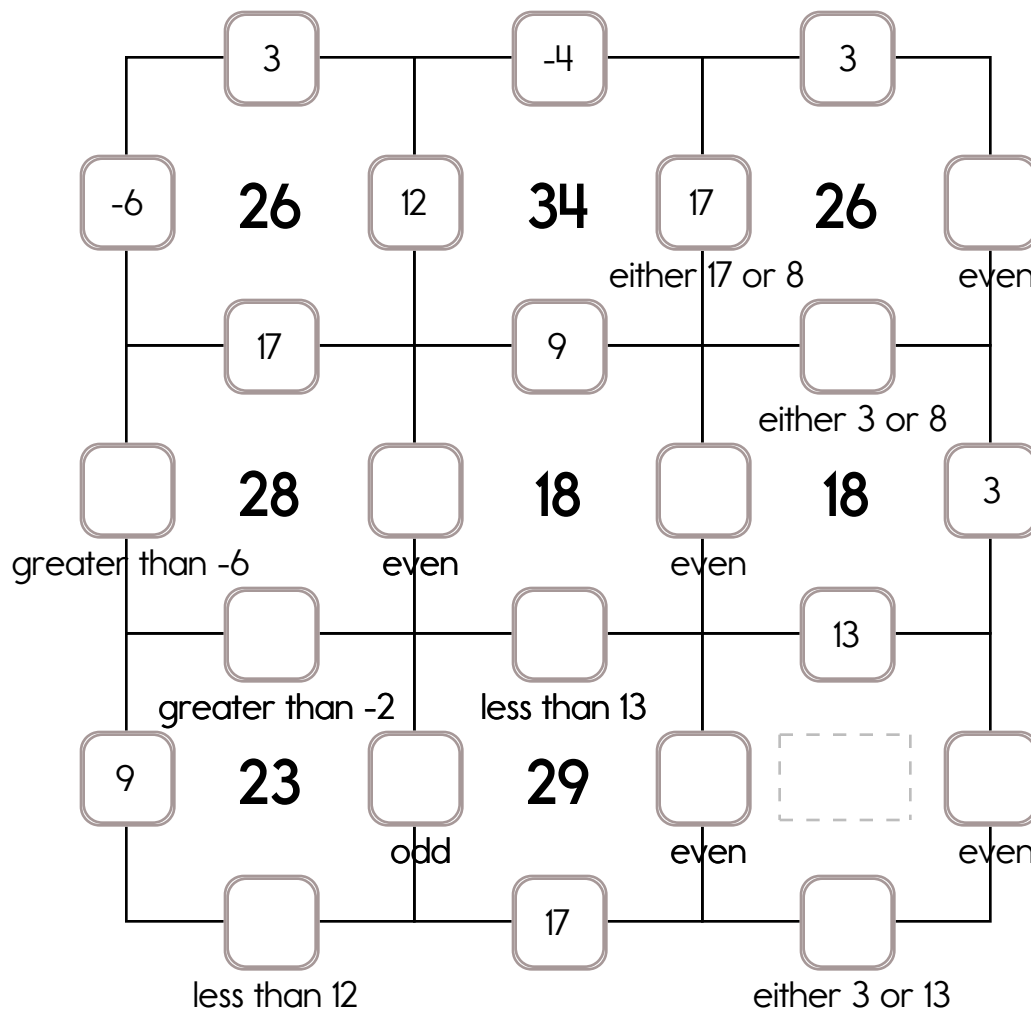 3 -4 3
-6 26 12 34 17 26
either 17 or 8 even
17 9
either 3 or 8
28 18 18 3
greater than -6 even even
13
greater than -2 less than 13
9 23 29
odd even even
17
less than 12 either 3 or 13